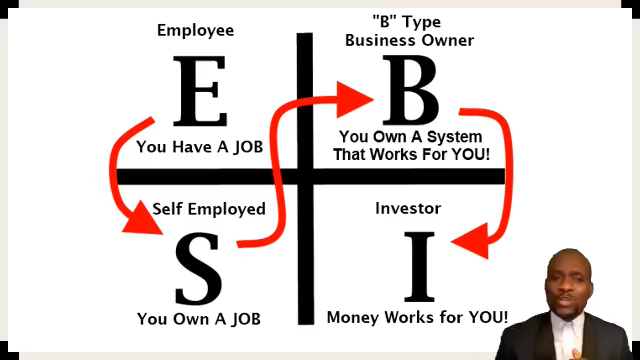 Employee
E
You Have A JOB
"B" Type
Business Owner
B
You Own A System
That Works For YOU!
Self Employed
S
You Own A JOB
Investor
I
Money Works for YOU!